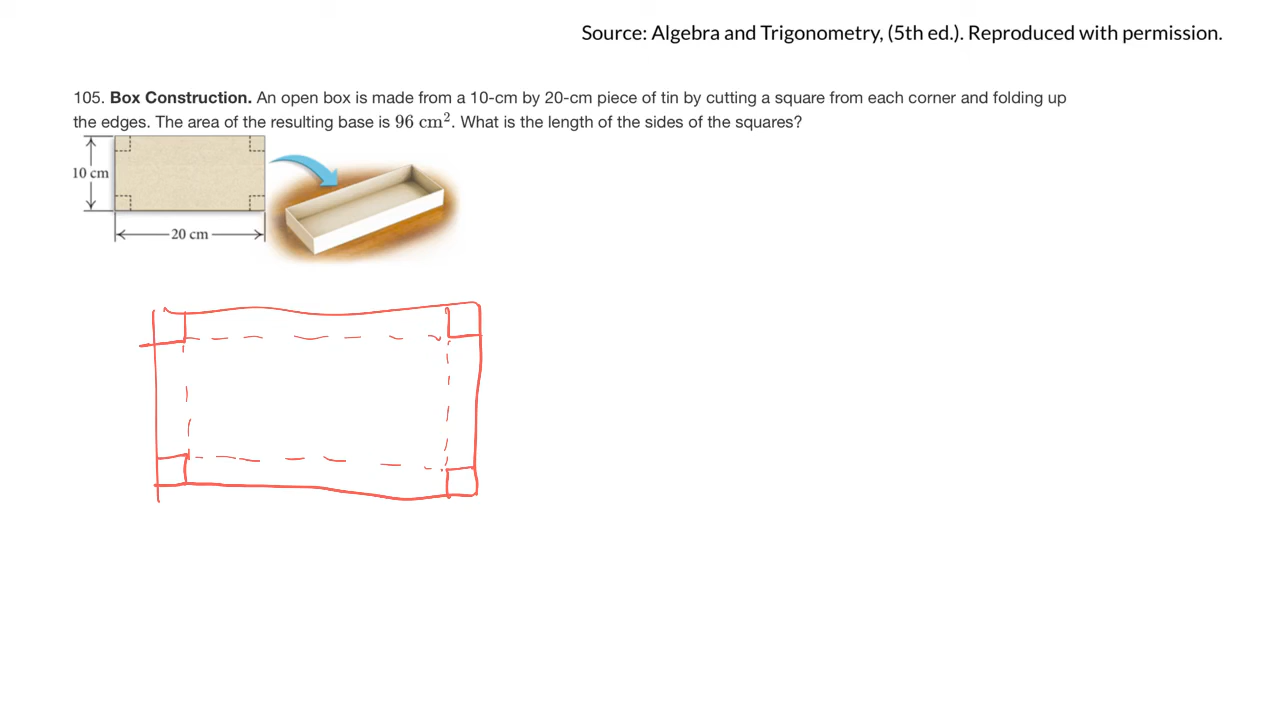 Source: Algebra and Trigonometry, (5th ed.). Reproduced with permission.
105. Box Construction. An open box is made from a 10-cm by 20-cm piece of tin by cutting a square from each corner and folding up
the edges. The area of the resulting base is 96 cm². What is the length of the sides of the squares?
10 cm
20 cm